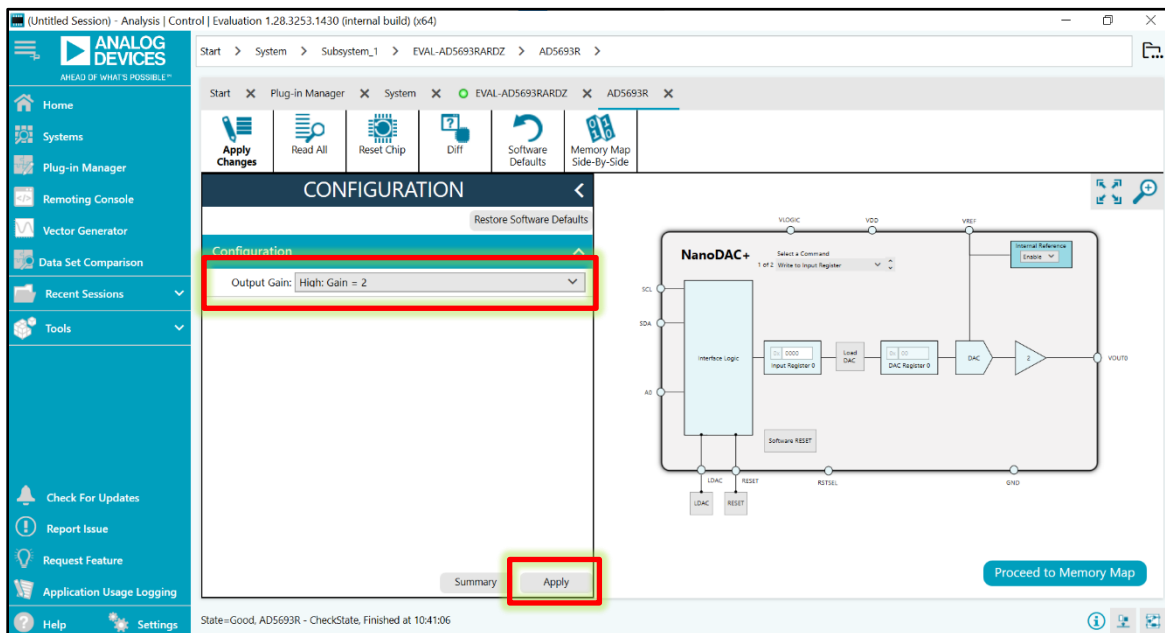 (Untitled Session) - Analysis | Control | Evaluation 1.28.3253.1430 (internal build) (x64)
ANALOG
DEVICES
AHEAD OF WHAT'S POSSIBLE™
Home
Systems
Plug-in Manager
Remoting Console
Vector Generator
Data Set Comparison
Recent Sessions
Tools
Check For Updates
Report Issue
Request Feature
Application Usage Logging
Help
Settings
Start > System > Subsystem_1 > EVAL-AD5693RARDZ > AD5693R >
Start X Plug-in Manager X System X EVAL-AD5693RARDZ X AD5693R X
Apply
Changes
Read All
Reset Chip
Diff
Software
Defaults
Memory Map
Side-By-Side
CONFIGURATION
Restore Software Defaults
Configuration
Output Gain: High: Gain = 2
Summary
Apply
VLOGIC
VDD
VREF
NanoDAC+
Select a Command
1 of 2 Write to Input Register
Internal Reference
Enable
SCL
SDA
A0
Interface Logic
0x 0000
Input Register 0
Load
DAC
0x 00
DAC Register 0
DAC
2
VOUT0
Software RESET
LDAC
RESET
RSTSEL
GND
LDAC
RESET
Proceed to Memory Map
State=Good, AD5693R - CheckState, Finished at 10:41:06